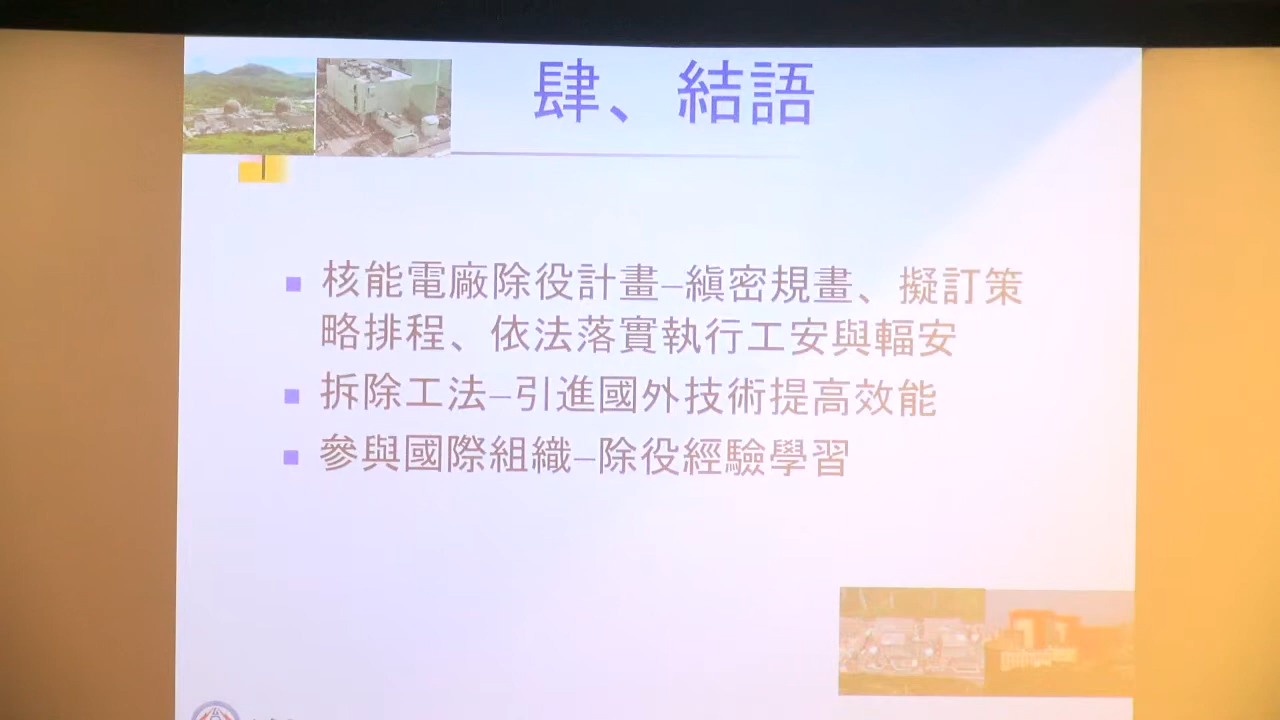 肆、結語
核能電廠除役計畫–縝密規畫、擬訂策
略排程、依法落實執行工安與輻安
拆除工法–引進國外技術提高效能
參與國際組織–除役經驗學習